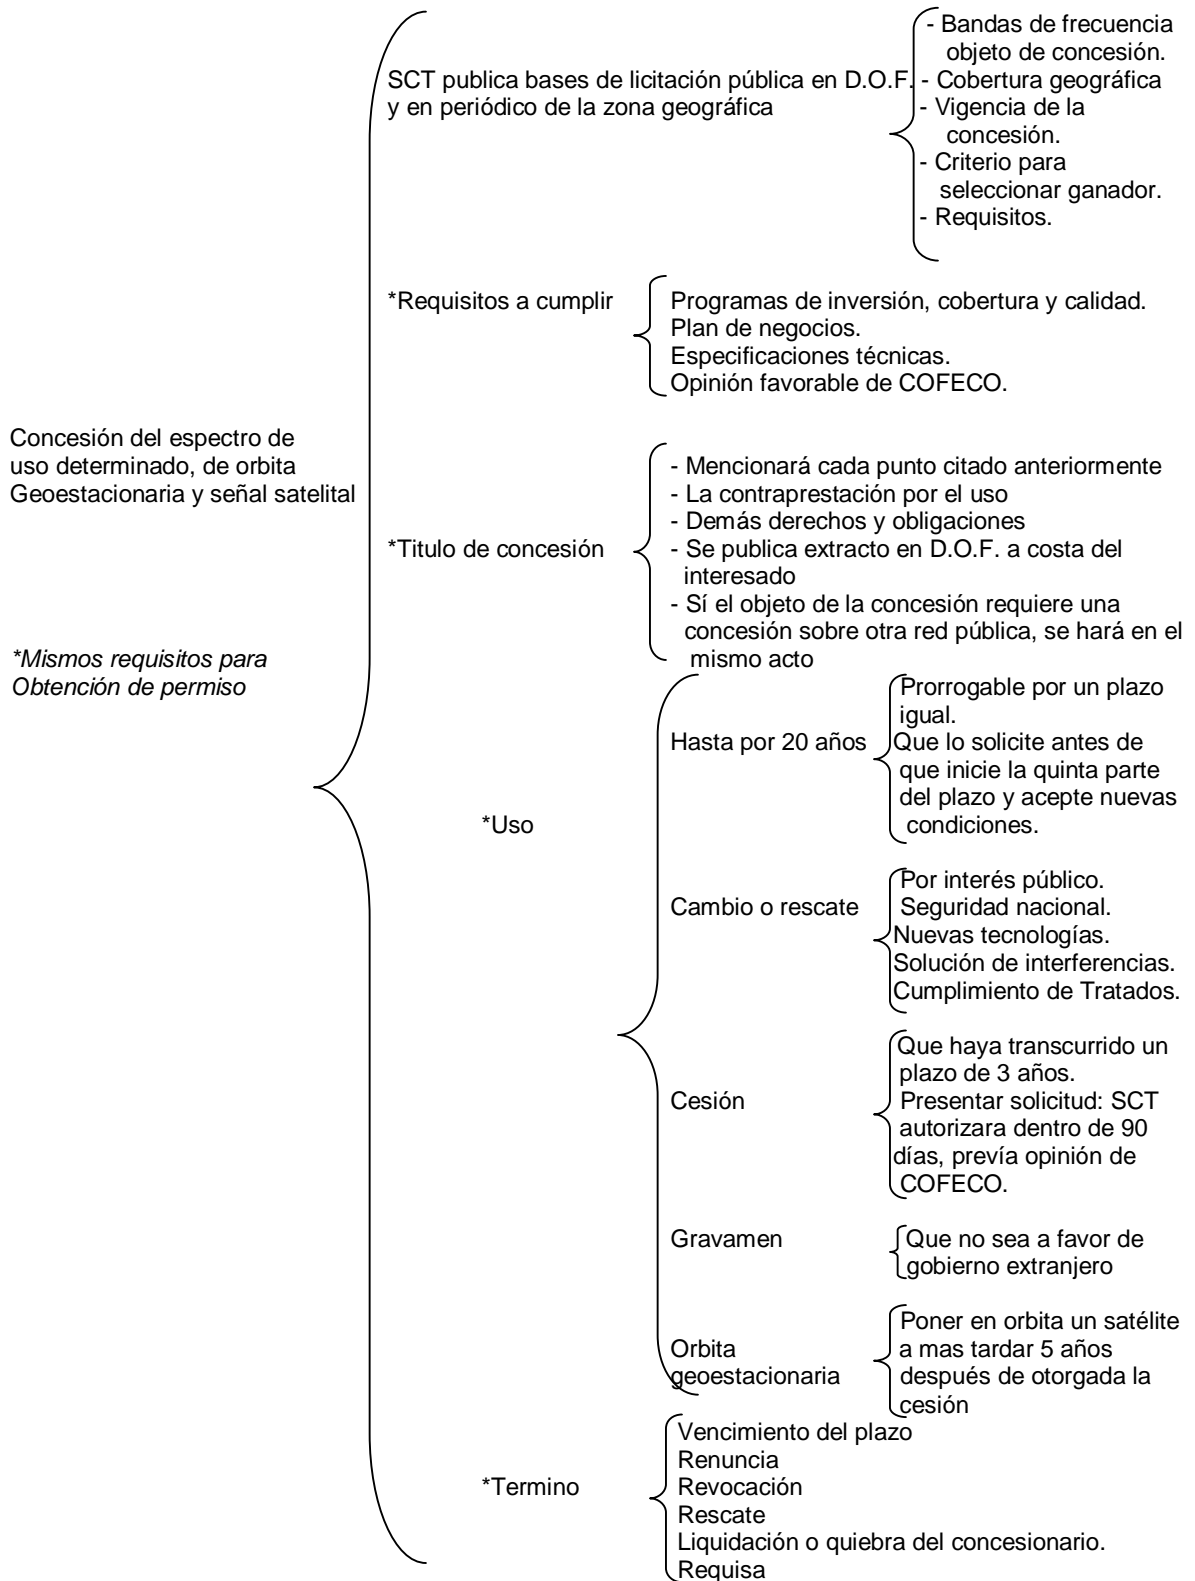 Concesión del espectro de
uso determinado, de orbita
Geoestacionaria y señal satelital
*Mismos requisitos para
Obtención de permiso
SCT publica bases de licitación pública en D.O.F.
y en periódico de la zona geográfica
- Bandas de frecuencia
objeto de concesión.
- Cobertura geográfica
- Vigencia de la
concesión.
- Criterio para
seleccionar ganador.
- Requisitos.
*Requisitos a cumplir
Programas de inversión, cobertura y calidad.
Plan de negocios.
Especificaciones técnicas.
Opinión favorable de COFECO.
*Titulo de concesión
- Mencionará cada punto citado anteriormente
- La contraprestación por el uso
- Demás derechos y obligaciones
- Se publica extracto en D.O.F. a costa del
interesado
- Sí el objeto de la concesión requiere una
concesión sobre otra red pública, se hará en el
mismo acto
*Uso
Hasta por 20 años
Prorrogable por un plazo
igual.
Que lo solicite antes de
que inicie la quinta parte
del plazo y acepte nuevas
condiciones.
Cambio o rescate
Por interés público.
Seguridad nacional.
Nuevas tecnologías.
Solución de interferencias.
Cumplimiento de Tratados.
Cesión
Que haya transcurrido un
plazo de 3 años.
Presentar solicitud: SCT
autorizara dentro de 90
días, prevía opinión de
COFECO.
Gravamen
Que no sea a favor de
gobierno extranjero
Orbita
geoestacionaria
Poner en orbita un satélite
a mas tardar 5 años
después de otorgada la
cesión
*Termino
Vencimiento del plazo
Renuncia
Revocación
Rescate
Liquidación o quiebra del concesionario.
Requisa